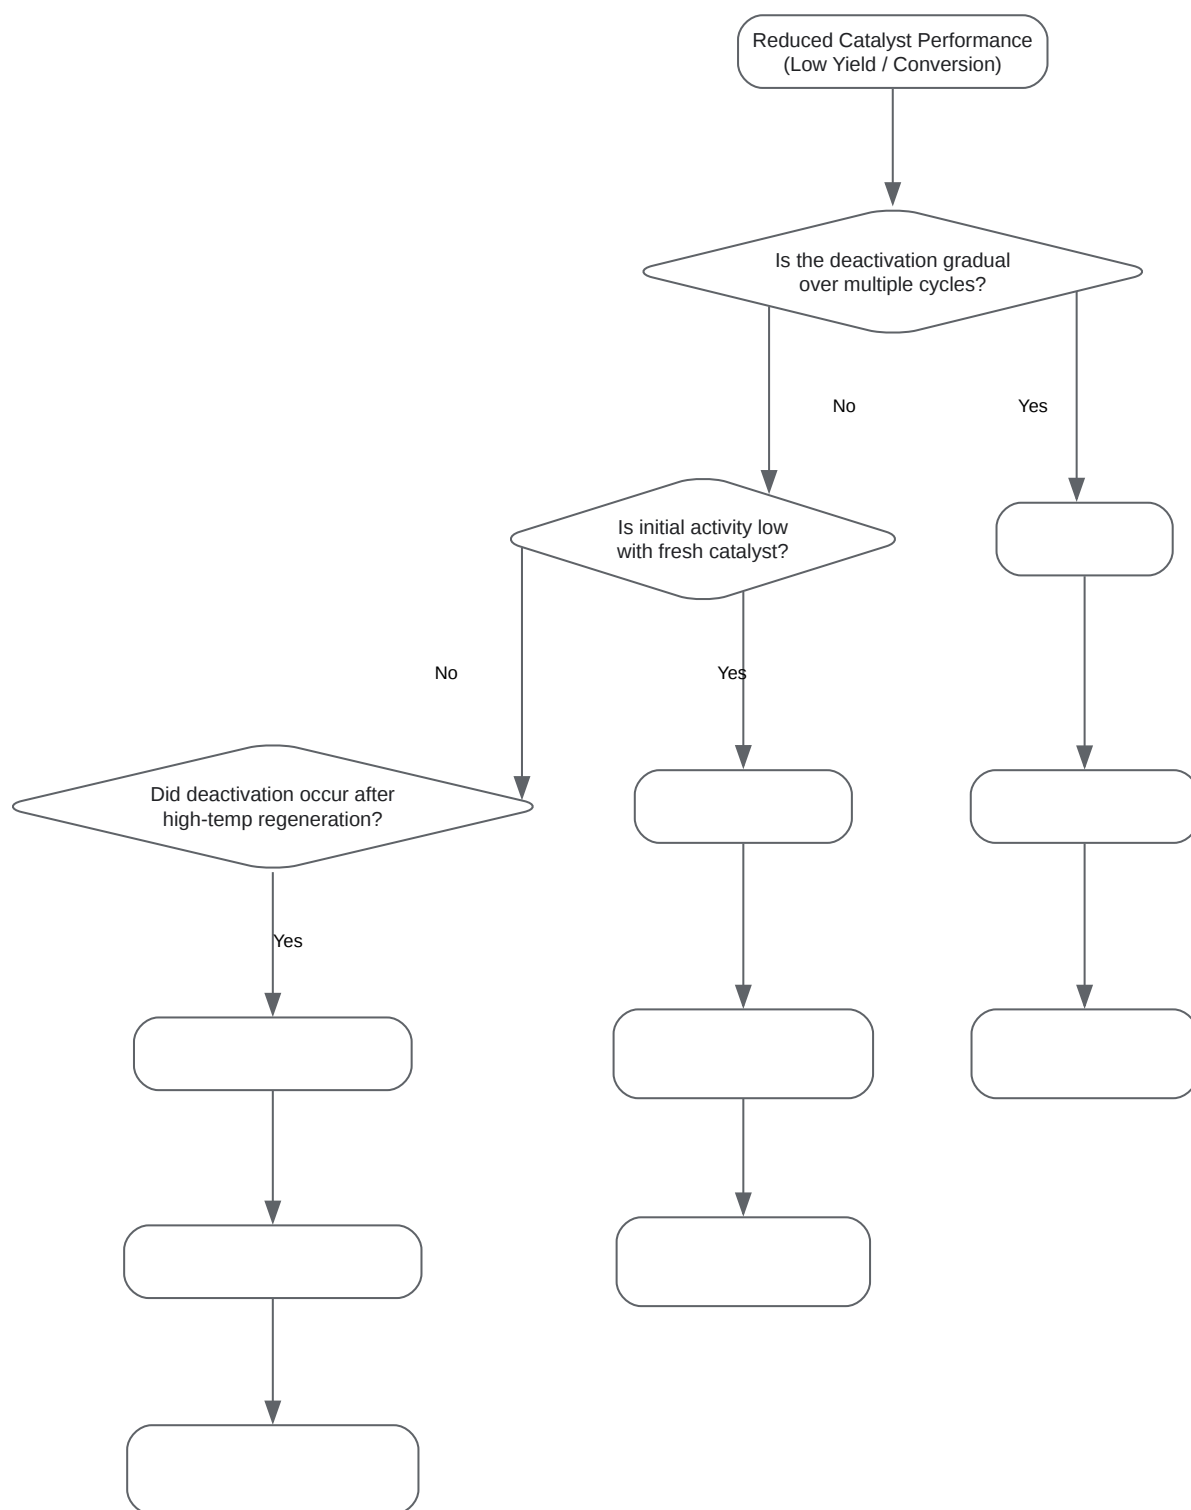 Reduced Catalyst Performance
(Low Yield / Conversion)
Is the deactivation gradual
over multiple cycles?
No
Yes
Is initial activity low
with fresh catalyst?
No
Yes
Did deactivation occur after
high-temp regeneration?
Yes